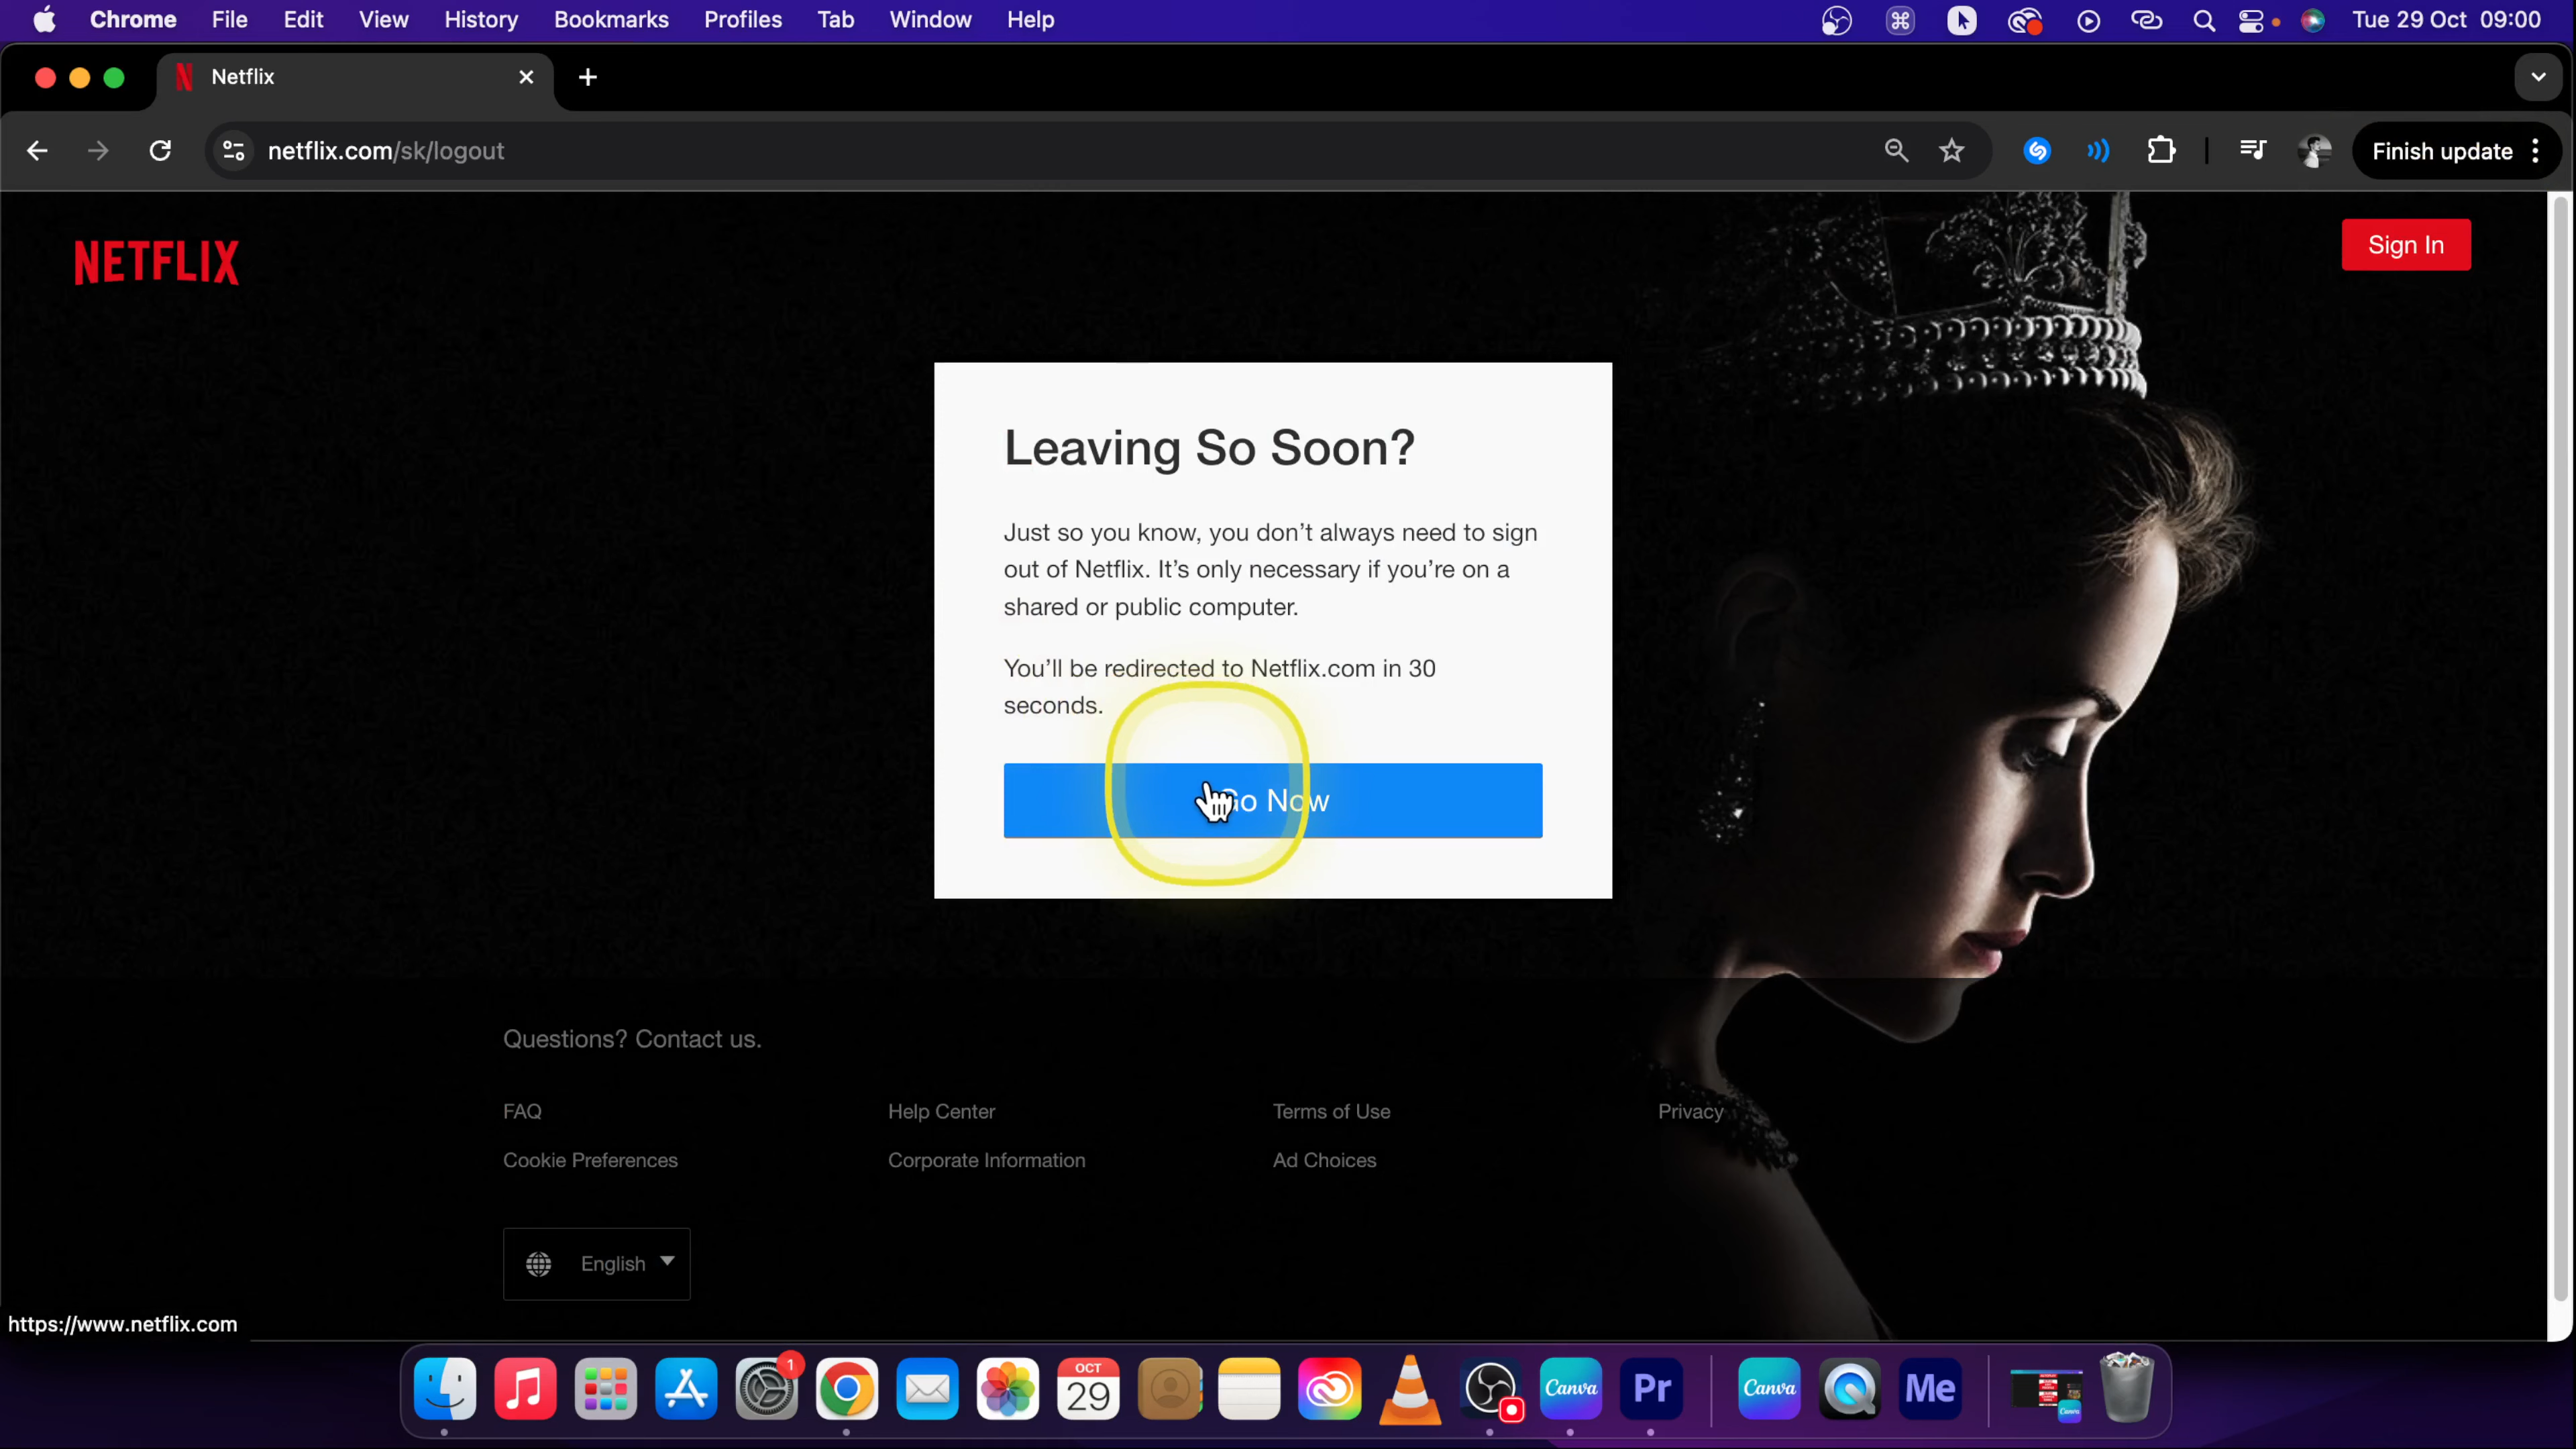 Chrome File Edit View History Bookmarks Profiles Tab Window Help Tue 29 Oct 09:00
Netflix
netflix.com/sk/logout Finish update
NETFLIX Sign In
Leaving So Soon?
Just so you know, you don’t always need to sign
out of Netflix. It’s only necessary if you’re on a
shared or public computer.
You’ll be redirected to Netflix.com in 30
seconds.
Go Now
Questions? Contact us.
FAQ Help Center Terms of Use Privacy
Cookie Preferences Corporate Information Ad Choices
English
https://www.netflix.com
1
OCT
29 Canva Pr Canva Me